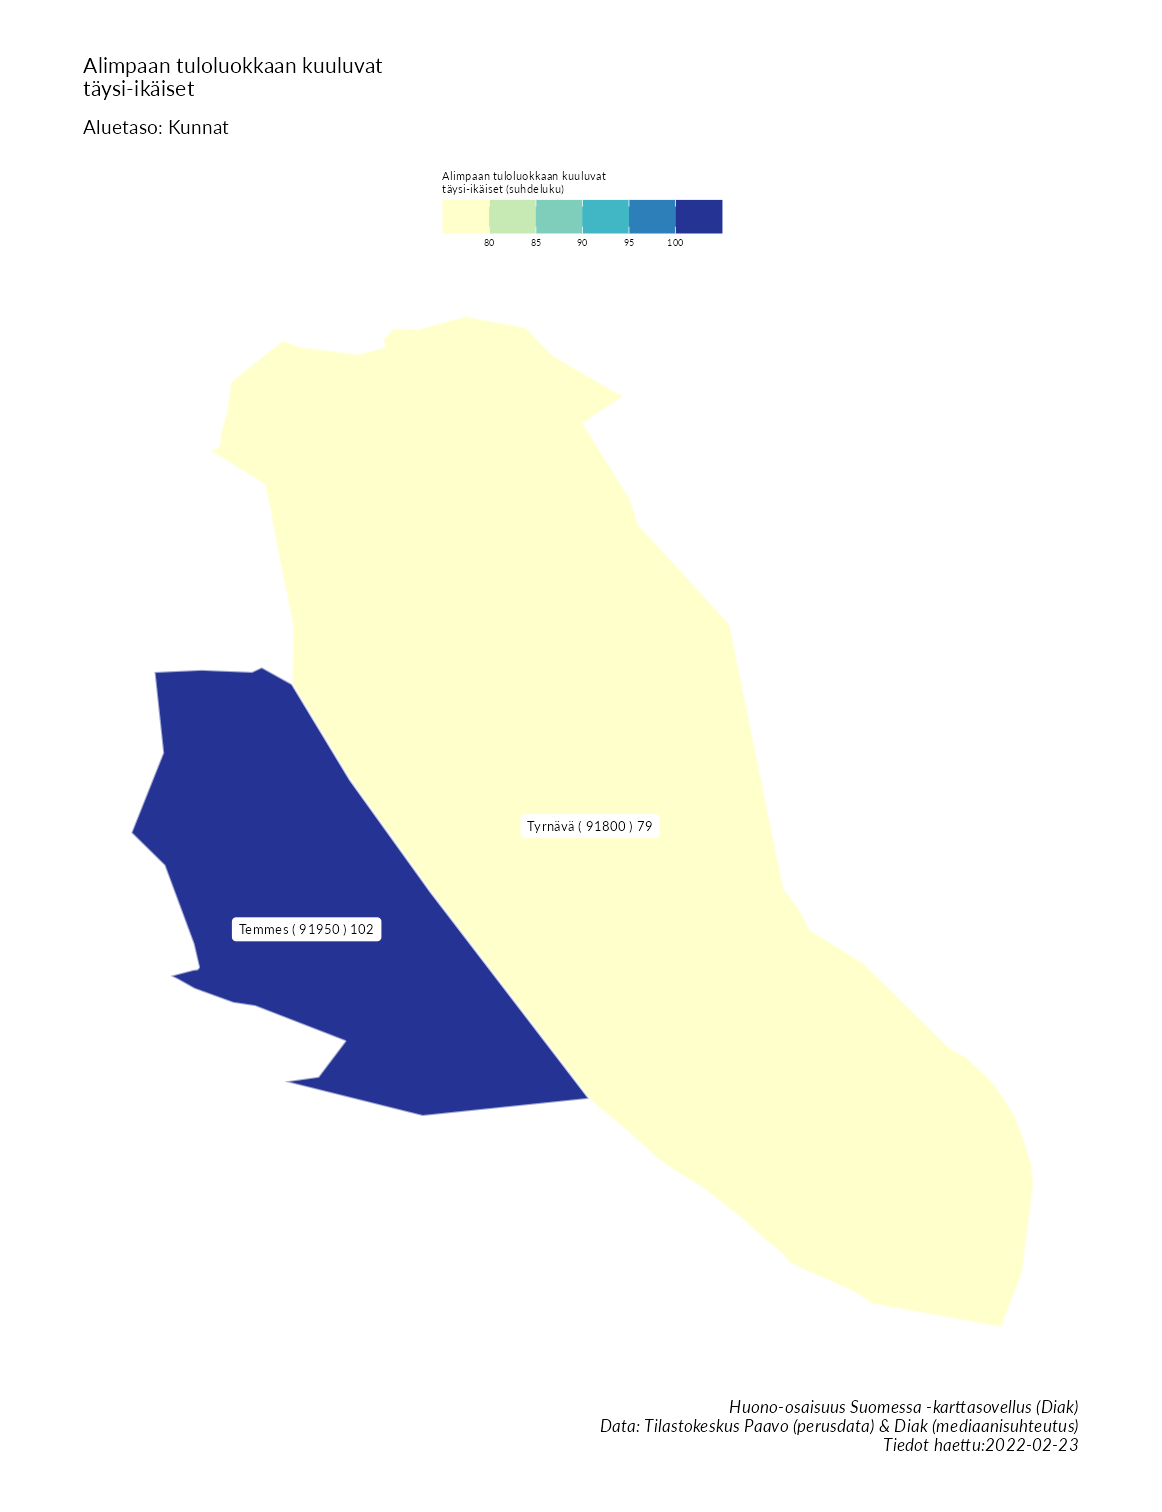 Alimpaan tuloluokkaan kuuluvat
täysi-ikäiset
Aluetaso: Kunnat
Alimpaan tuloluokkaan kuuluvat
täysi-ikäiset (suhdeluku)
80 85 90 95 100
Tyrnävä ( 91800 ) 79
Temmes ( 91950 ) 102
Huono-osaisuus Suomessa -karttasovellus (Diak)
Data: Tilastokeskus Paavo (perusdata) & Diak (mediaanisuhteutus)
Tiedot haettu:2022-02-23